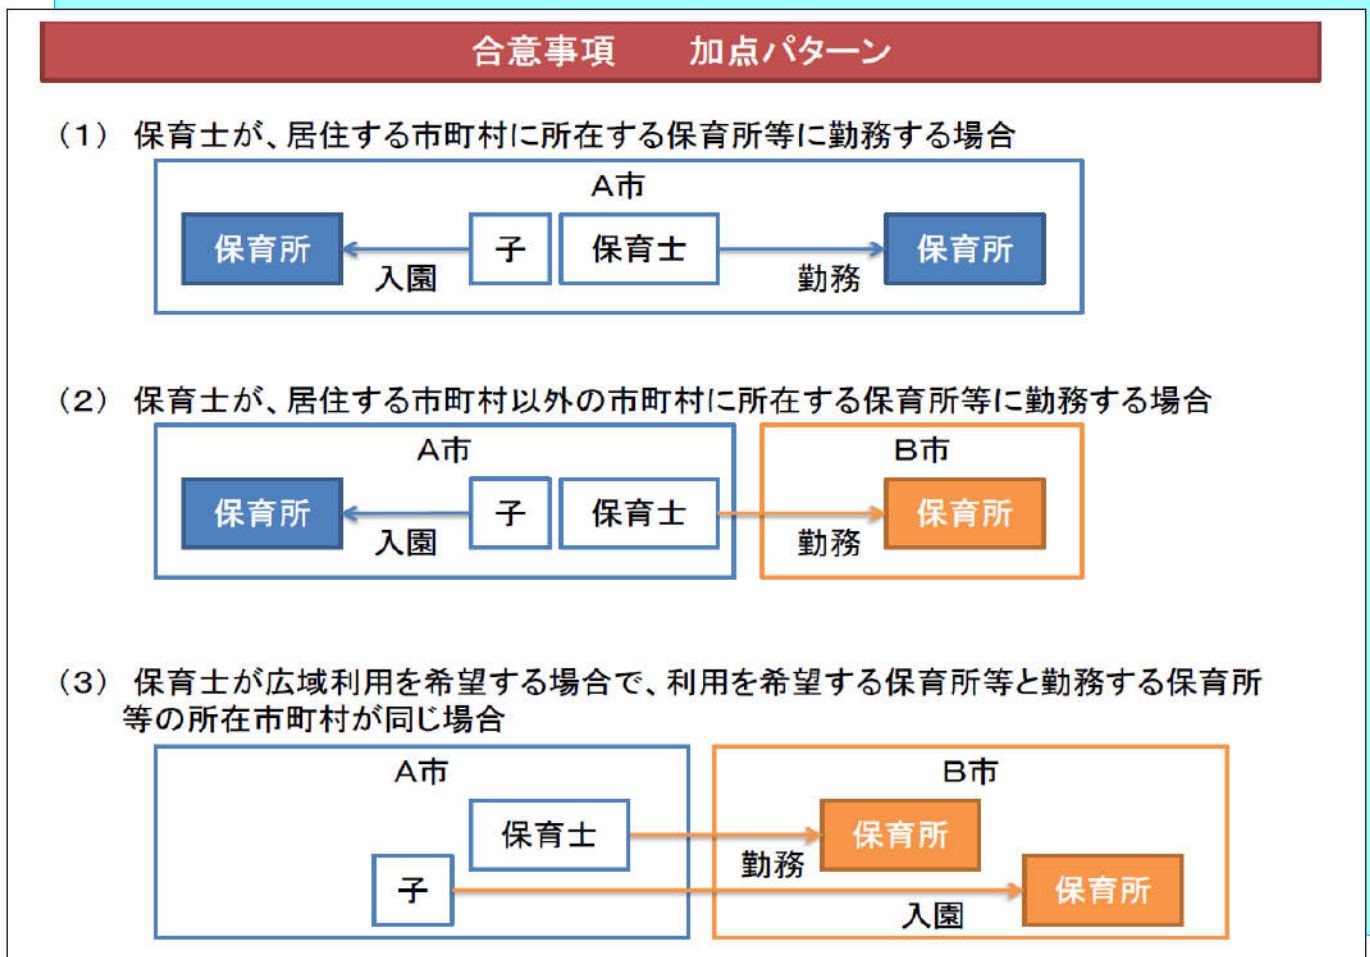 合意事項　　加点パターン
（１） 保育士が、居住する市町村に所在する保育所等に勤務する場合
Ａ市
保育所
入園
子
保育士
勤務
保育所
（２） 保育士が、居住する市町村以外の市町村に所在する保育所等に勤務する場合
Ａ市
保育所
入園
子
保育士
Ｂ市
勤務
保育所
（３） 保育士が広域利用を希望する場合で、利用を希望する保育所等と勤務する保育所
等の所在市町村が同じ場合
Ａ市
保育士
子
Ｂ市
勤務
保育所
入園
保育所